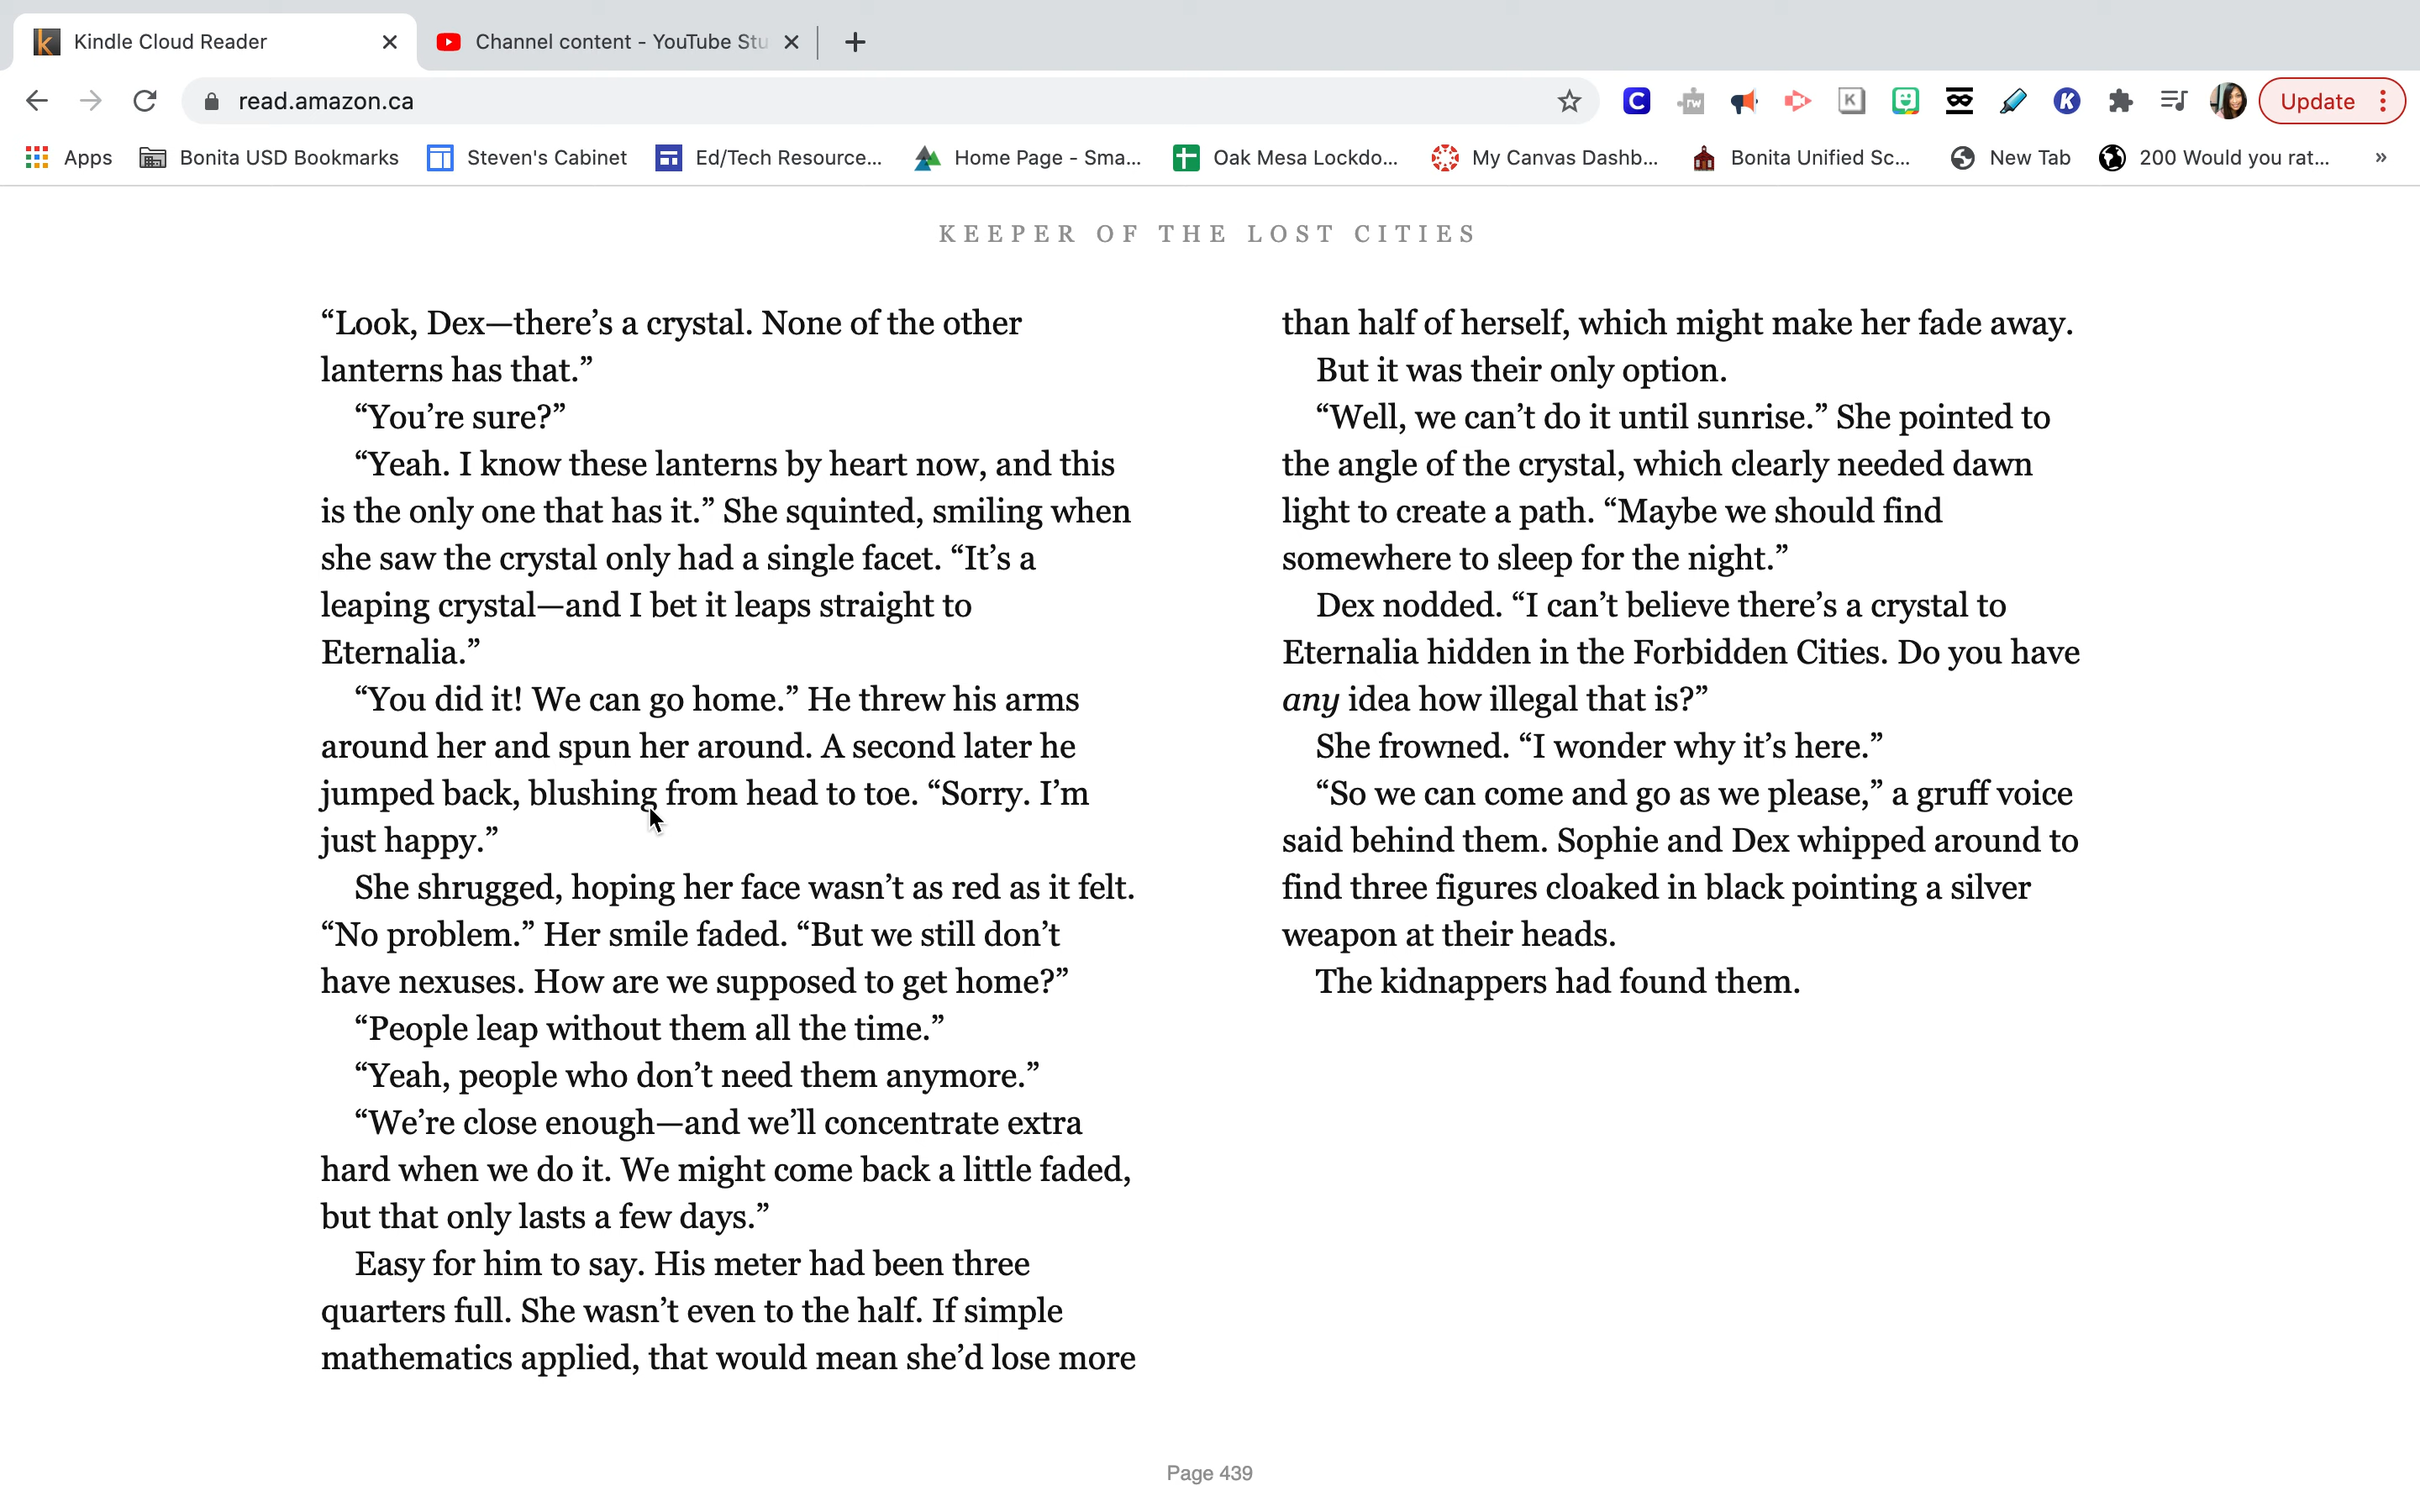 Kindle Cloud Reader
Channel content - YouTube Stu
read.amazon.ca
Update
Apps
Bonita USD Bookmarks
Steven's Cabinet
Ed/Tech Resource...
Home Page - Sma...
Oak Mesa Lockdo...
My Canvas Dashb...
Bonita Unified Sc...
New Tab
200 Would you rat...
»
KEEPER OF THE LOST CITIES
“Look, Dex—there’s a crystal. None of the other
lanterns has that.”
“You’re sure?”
“Yeah. I know these lanterns by heart now, and this
is the only one that has it.” She squinted, smiling when
she saw the crystal only had a single facet. “It’s a
leaping crystal—and I bet it leaps straight to
Eternalia.”
“You did it! We can go home.” He threw his arms
around her and spun her around. A second later he
jumped back, blushing from head to toe. “Sorry. I’m
just happy.”
She shrugged, hoping her face wasn’t as red as it felt.
“No problem.” Her smile faded. “But we still don’t
have nexuses. How are we supposed to get home?”
“People leap without them all the time.”
“Yeah, people who don’t need them anymore.”
“We’re close enough—and we’ll concentrate extra
hard when we do it. We might come back a little faded,
but that only lasts a few days.”
Easy for him to say. His meter had been three
quarters full. She wasn’t even to the half. If simple
mathematics applied, that would mean she’d lose more
than half of herself, which might make her fade away.
But it was their only option.
“Well, we can’t do it until sunrise.” She pointed to
the angle of the crystal, which clearly needed dawn
light to create a path. “Maybe we should find
somewhere to sleep for the night.”
Dex nodded. “I can’t believe there’s a crystal to
Eternalia hidden in the Forbidden Cities. Do you have
any idea how illegal that is?”
She frowned. “I wonder why it’s here.”
“So we can come and go as we please,” a gruff voice
said behind them. Sophie and Dex whipped around to
find three figures cloaked in black pointing a silver
weapon at their heads.
The kidnappers had found them.
Page 439